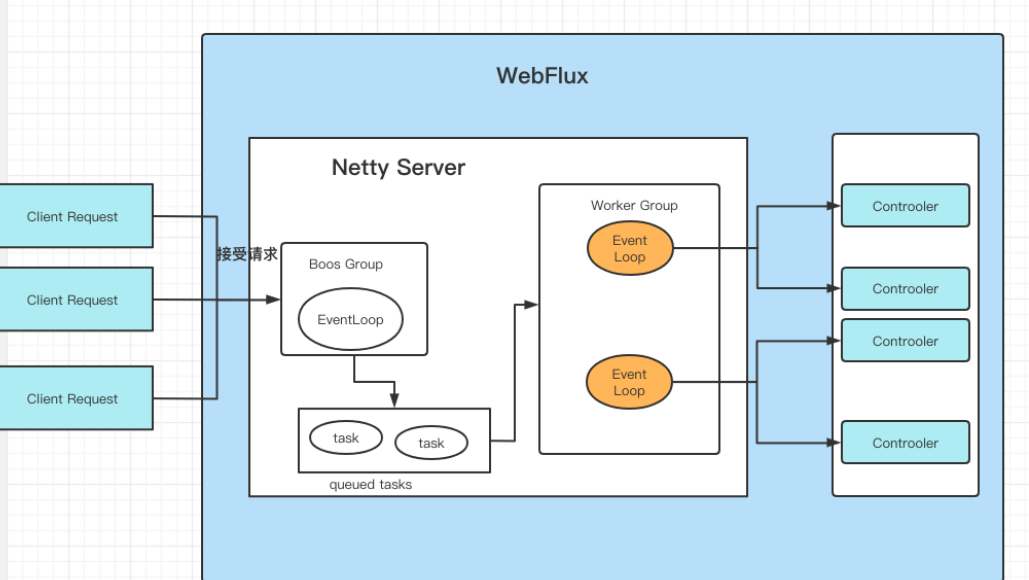 WebFlux
Netty Server
Client Request
Client Request
Client Request
接受请求
Boos Group
EventLoop
task
task
queued tasks
Worker Group
Event
Loop
Event
Loop
Controoler
Controoler
Controoler
Controoler